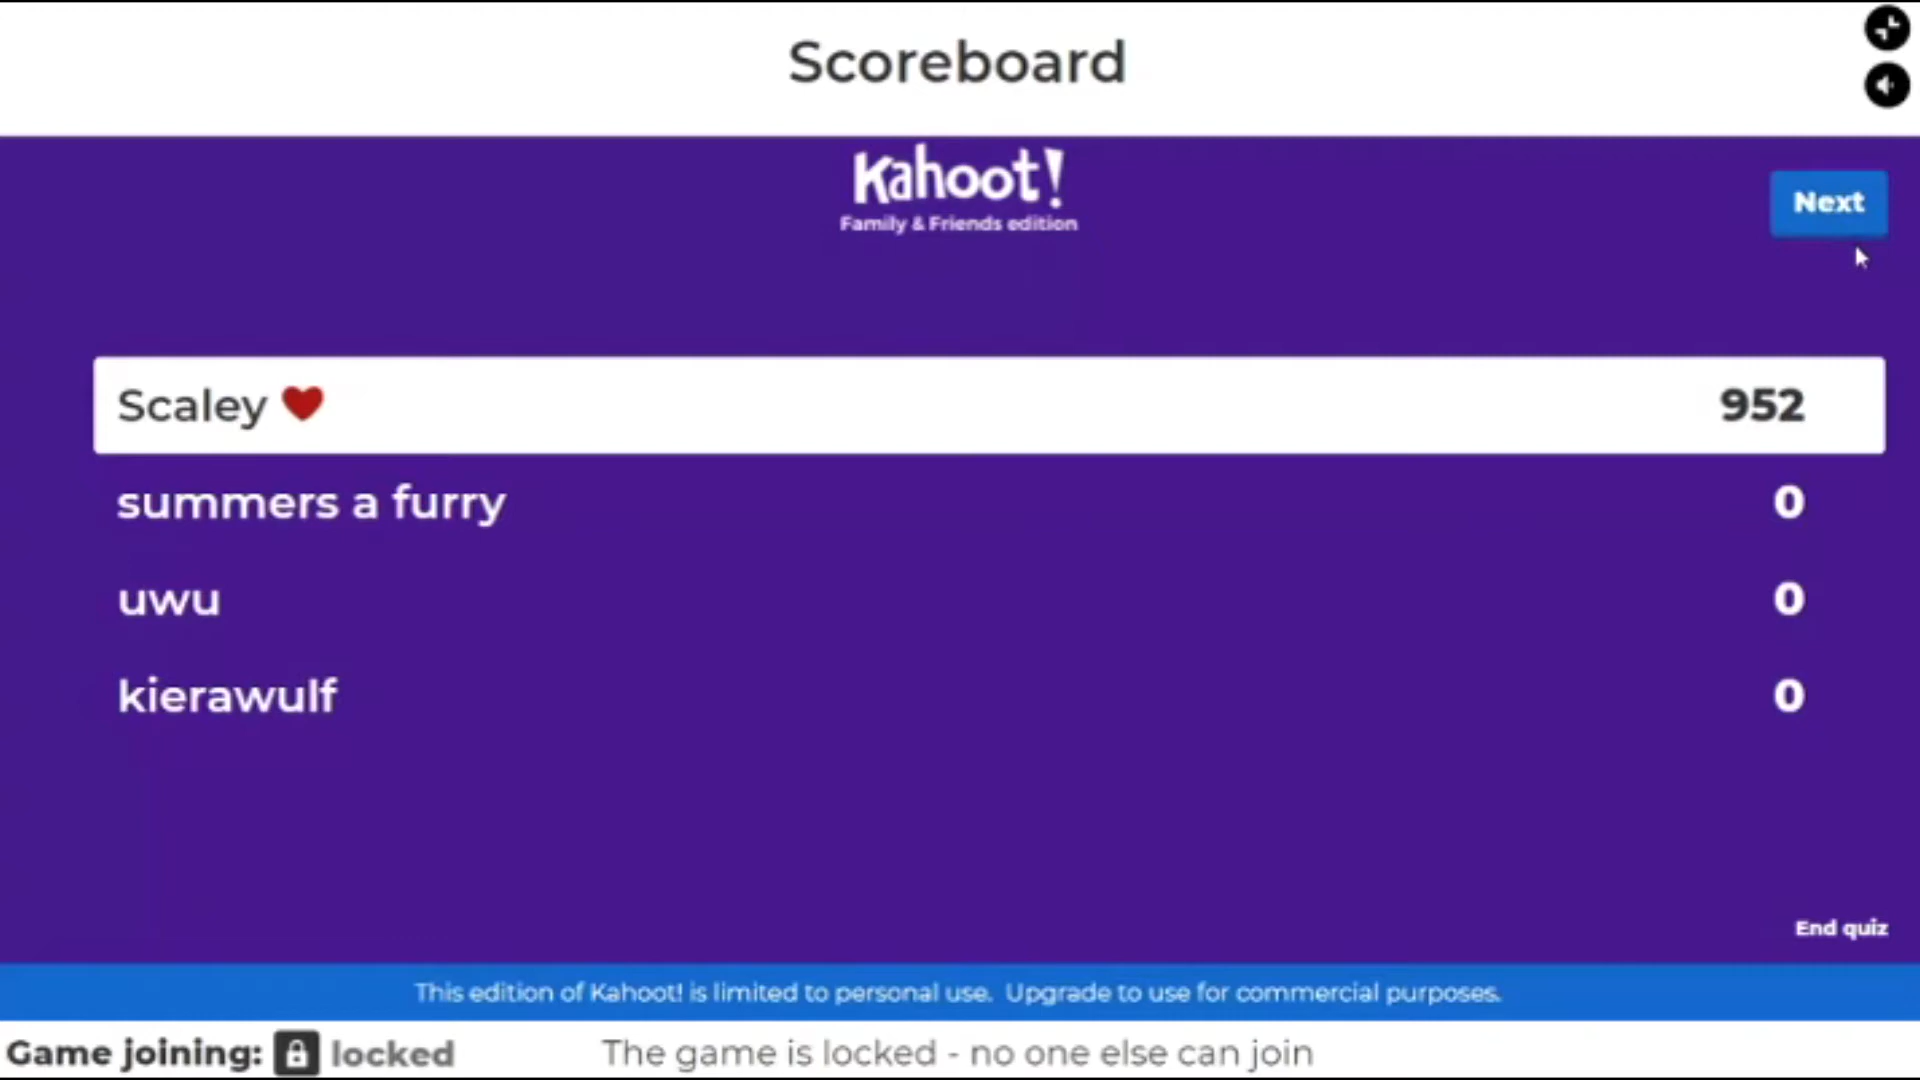 Scoreboard
Kahoot!
Family & Friends edition
Next
Scaley ❤ 952
summers a furry 0
uwu 0
kierawulf 0
End quiz
This edition of Kahoot! is limited to personal use. Upgrade to use for commercial purposes.
Game joining: locked The game is locked - no one else can join